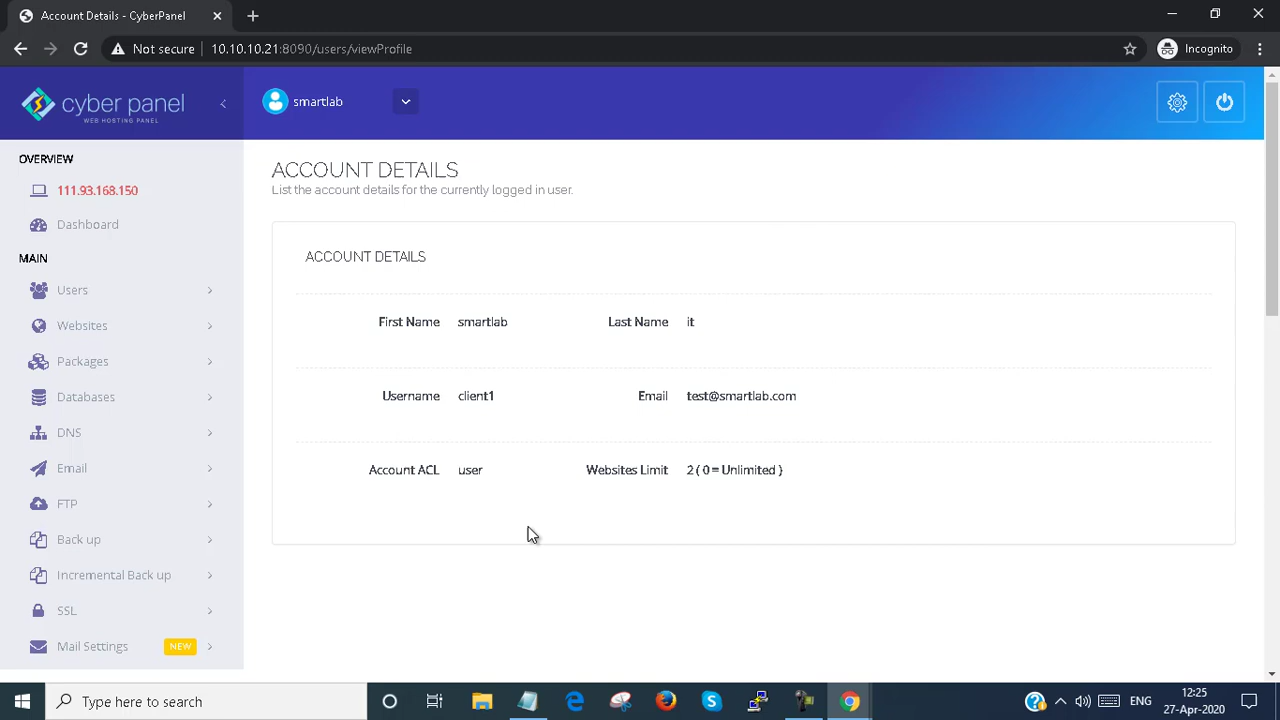 Account Details - CyberPanel
Not secure 10.10.10.21:8090/users/viewProfile Incognito
cyber panel
WEB HOSTING PANEL
smartlab
OVERVIEW
111.93.168.150
Dashboard
MAIN
Users
Websites
Packages
Databases
DNS
Email
FTP
Back up
Incremental Back up
SSL
Mail Settings NEW
ACCOUNT DETAILS
List the account details for the currently logged in user.
ACCOUNT DETAILS
First Name smartlab Last Name it
Username client1 Email test@smartlab.com
Account ACL user Websites Limit 2 ( 0 = Unlimited )
Type here to search
ENG
12:25
27-Apr-2020